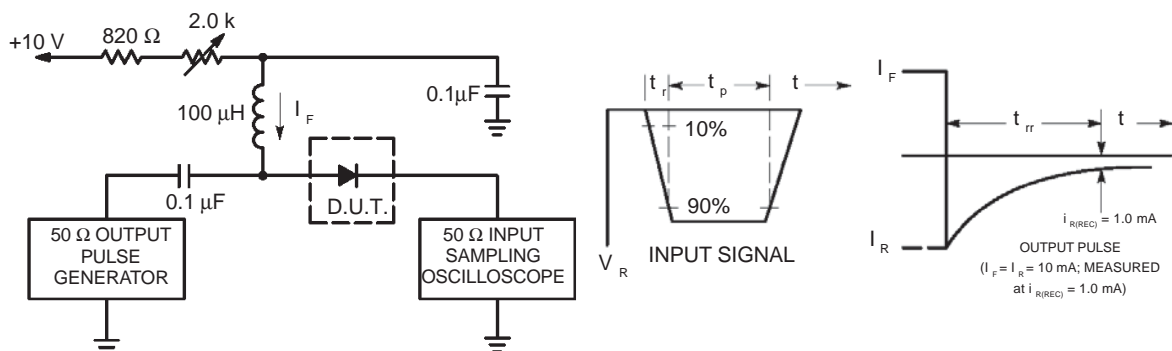 +10 V
820 Ω
2.0 k
100 μH
I F
0.1μF
0.1 μF
D.U.T.
50 Ω OUTPUT
PULSE
GENERATOR
50 Ω INPUT
SAMPLING
OSCILLOSCOPE
t r
t p
t
10%
90%
V R
INPUT SIGNAL
I F
t rr
t
i R(REC) = 1.0 mA
I R
OUTPUT PULSE
(I F = I R = 10 mA; MEASURED
at i R(REC) = 1.0 mA)